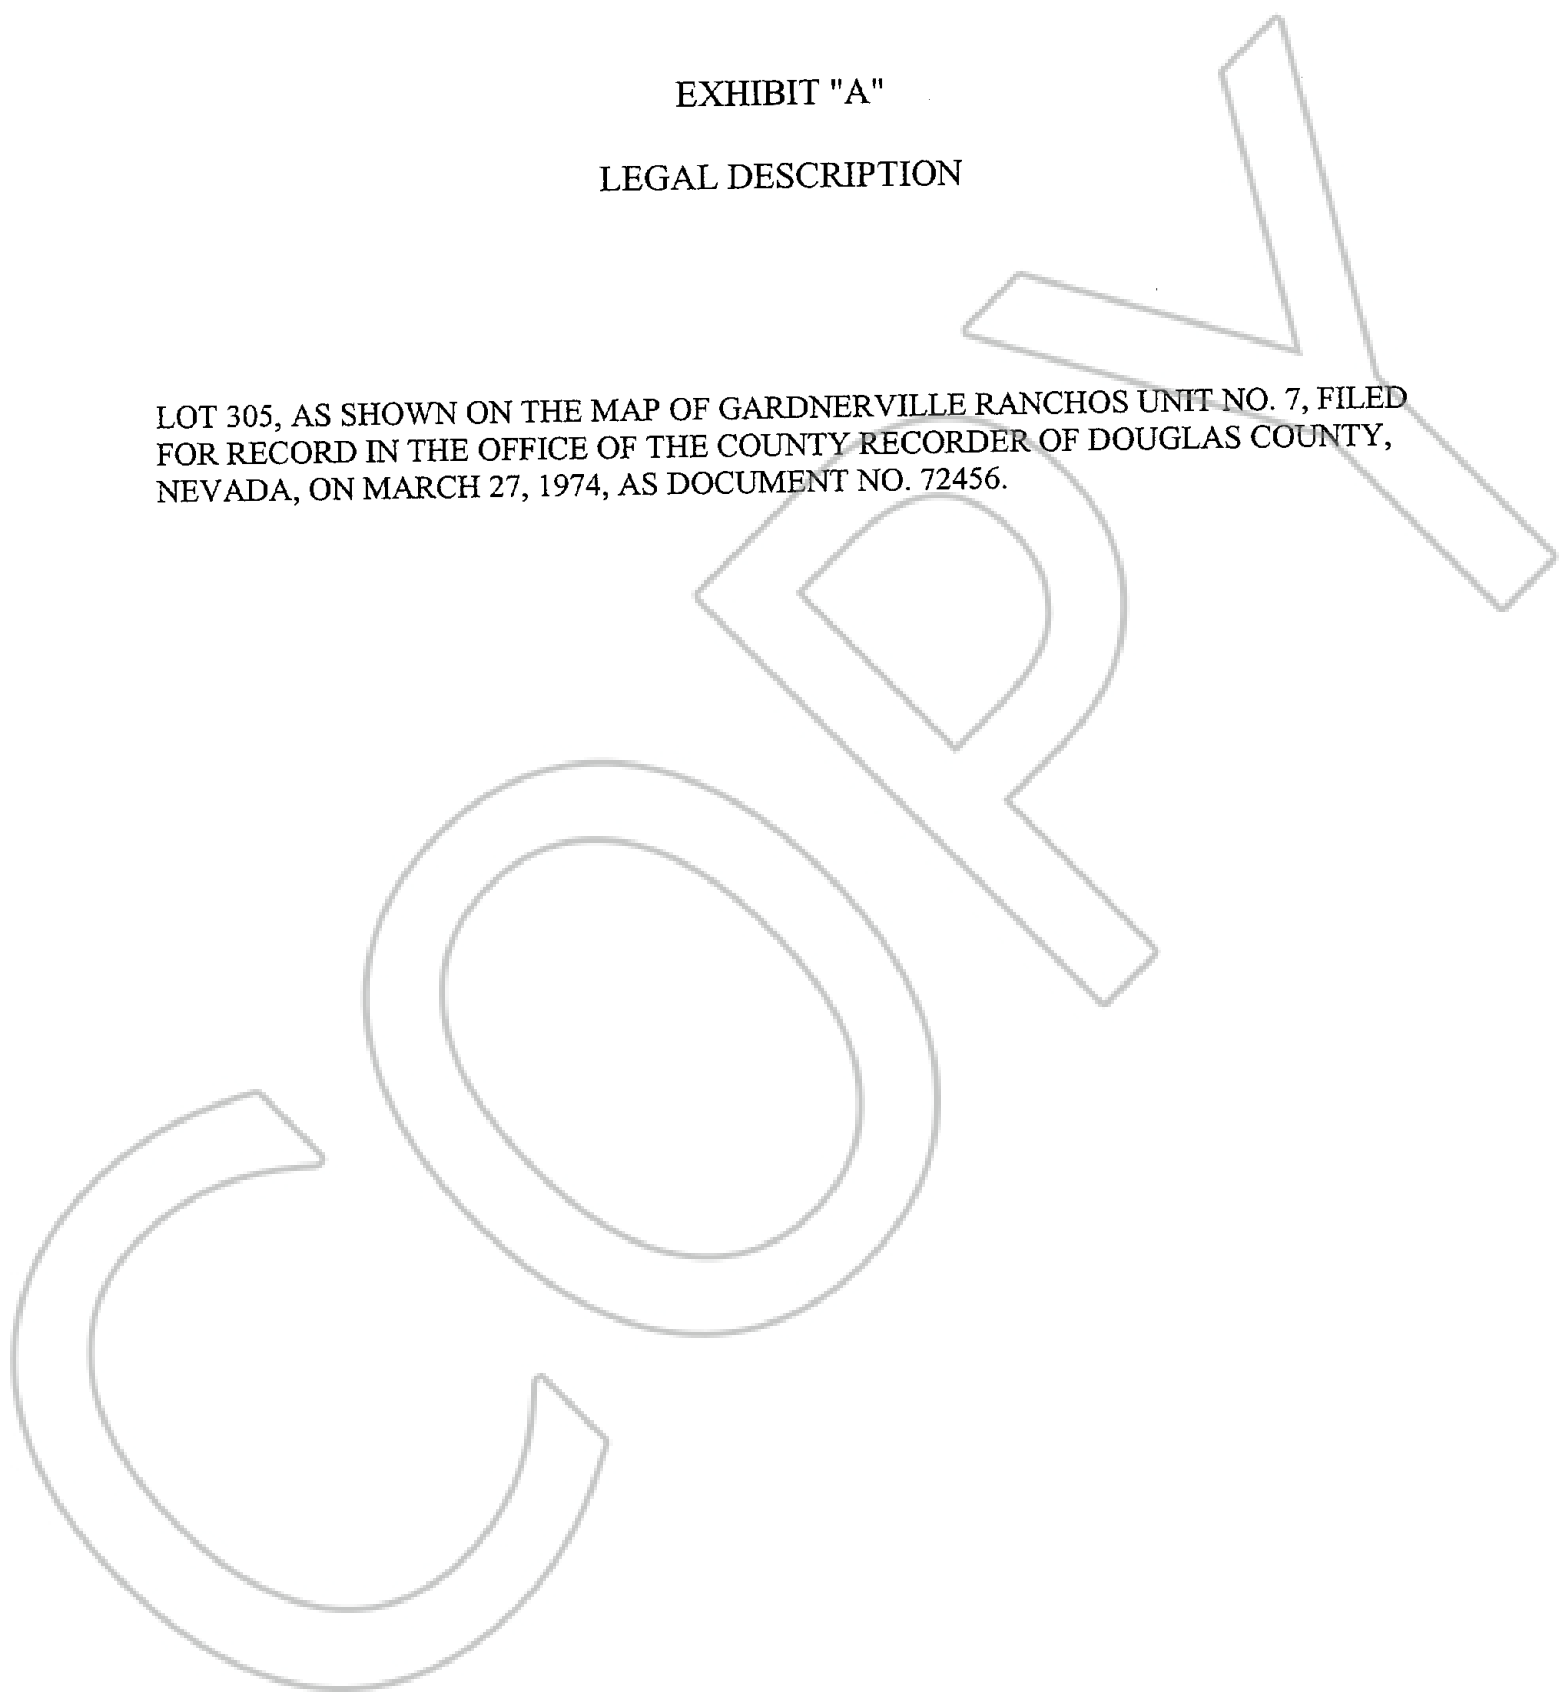 EXHIBIT "A"
LEGAL DESCRIPTION
LOT 305, AS SHOWN ON THE MAP OF GARDNERVILLE RANCHOS UNIT NO. 7, FILED
FOR RECORD IN THE OFFICE OF THE COUNTY RECORDER OF DOUGLAS COUNTY,
NEVADA, ON MARCH 27, 1974, AS DOCUMENT NO. 72456.
COPY